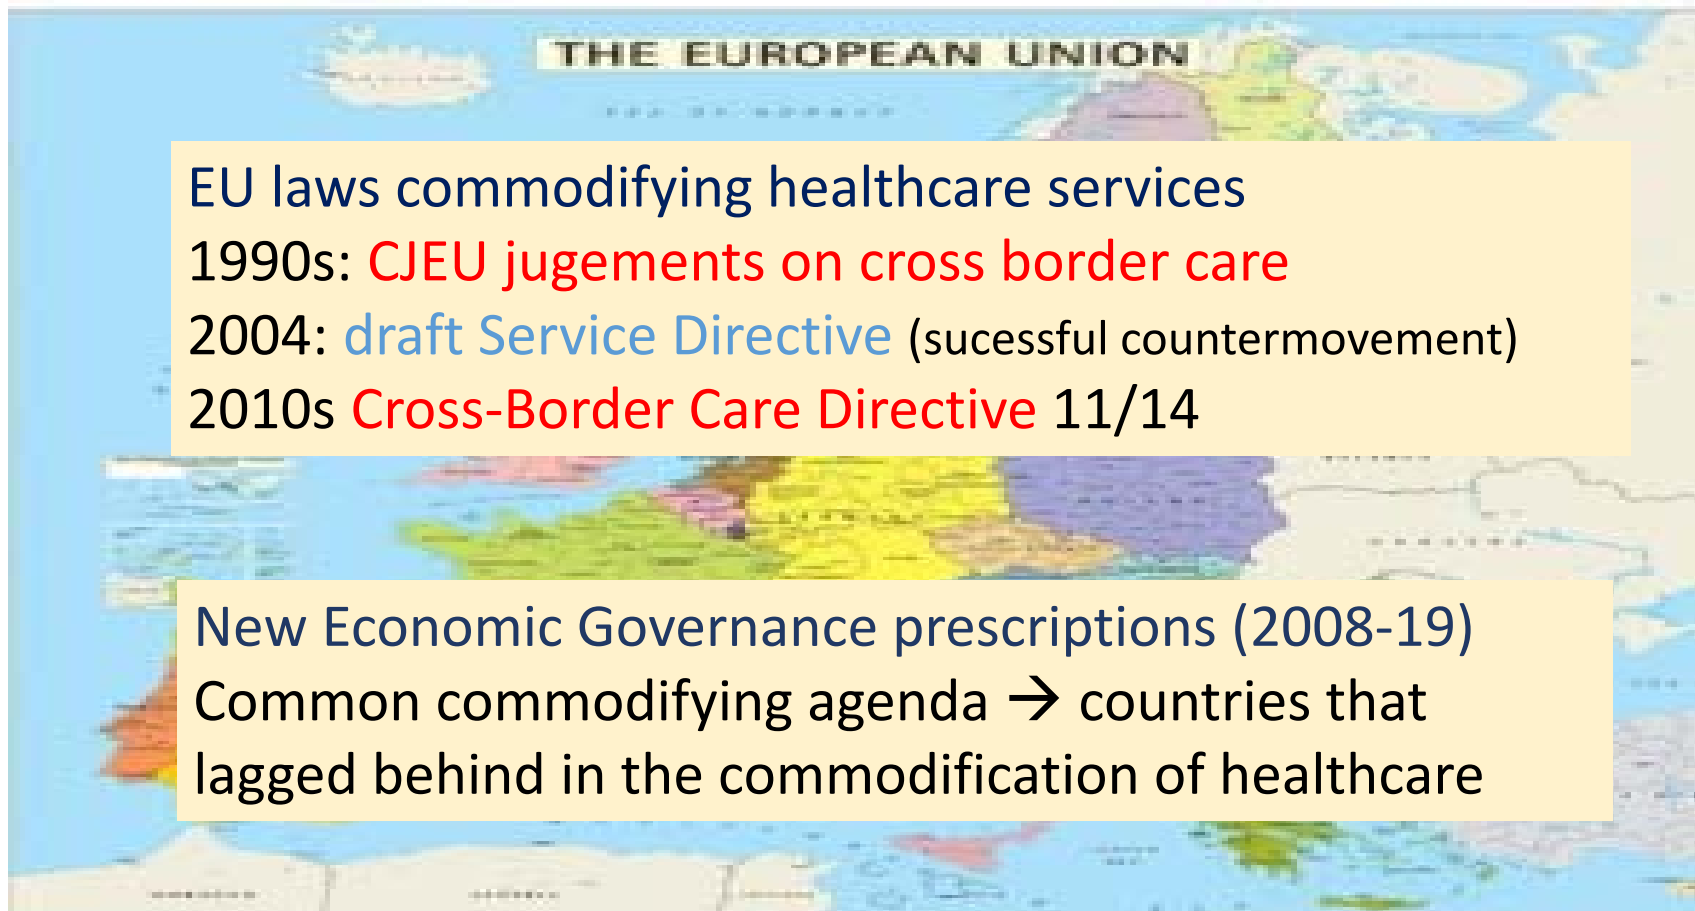 THE EUROPEAN UNION
EU laws commodifying healthcare services
1990s: CJEU jugements on cross border care
2004: draft Service Directive (sucessful countermovement)
2010s Cross-Border Care Directive 11/14
New Economic Governance prescriptions (2008-19)
Common commodifying agenda → countries that
lagged behind in the commodification of healthcare